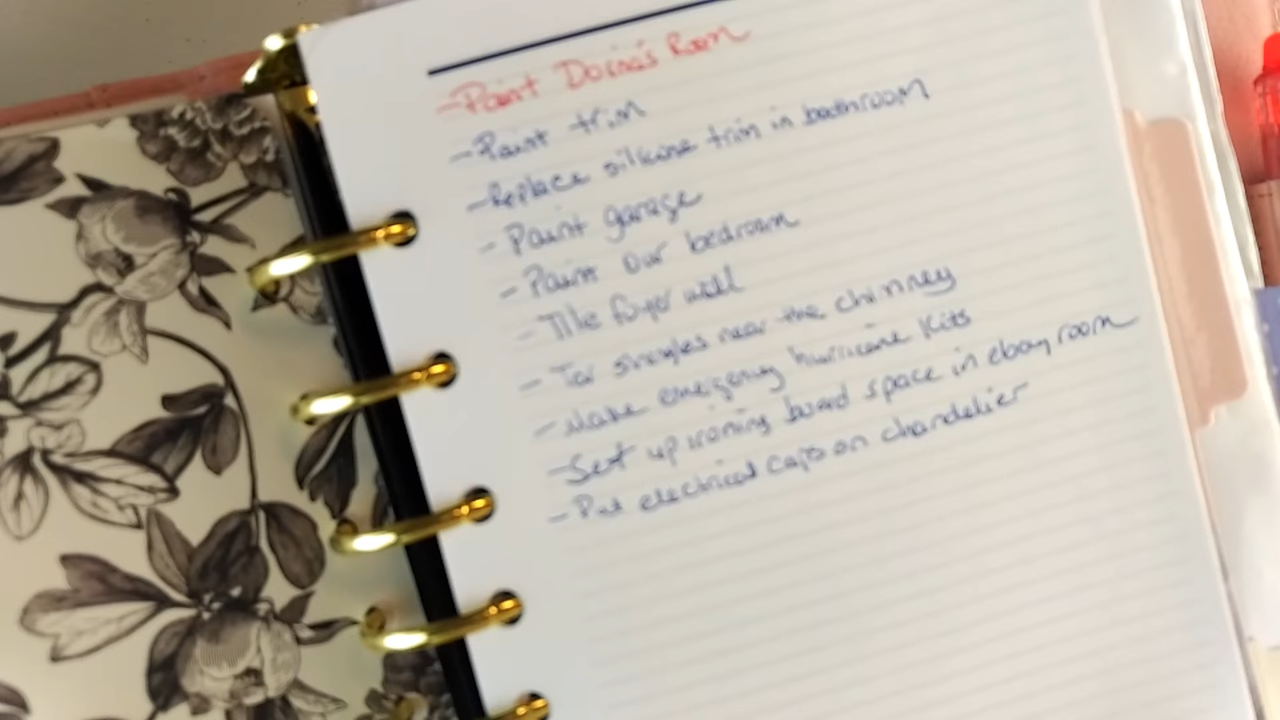 - Paint Dorina's Room
- Paint trim
- Replace silicone trim in bathroom
- Paint garage
- Paint our bedroom
- Tile foyer wall
- Tar shingles near the chimney
- Make emergency hurricane Kits
- Set up ironing board space in ebay room
- Put electrical caps on chandelier